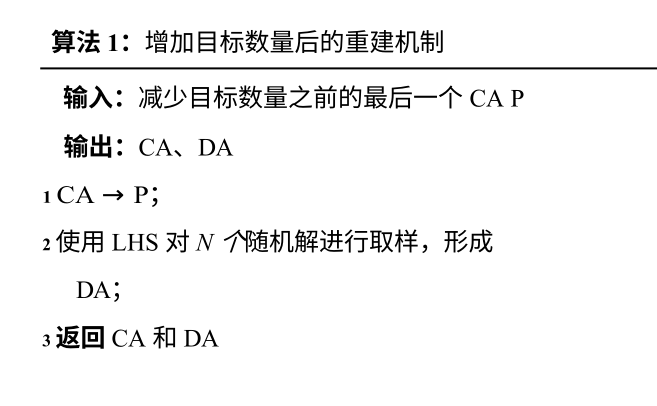 算法 1：增加目标数量后的重建机制
输入：减少目标数量之前的最后一个 CA P
输出：CA、DA
1 CA → P；
2 使用 LHS 对 N 个随机解进行取样，形成
DA；
3 返回 CA 和 DA